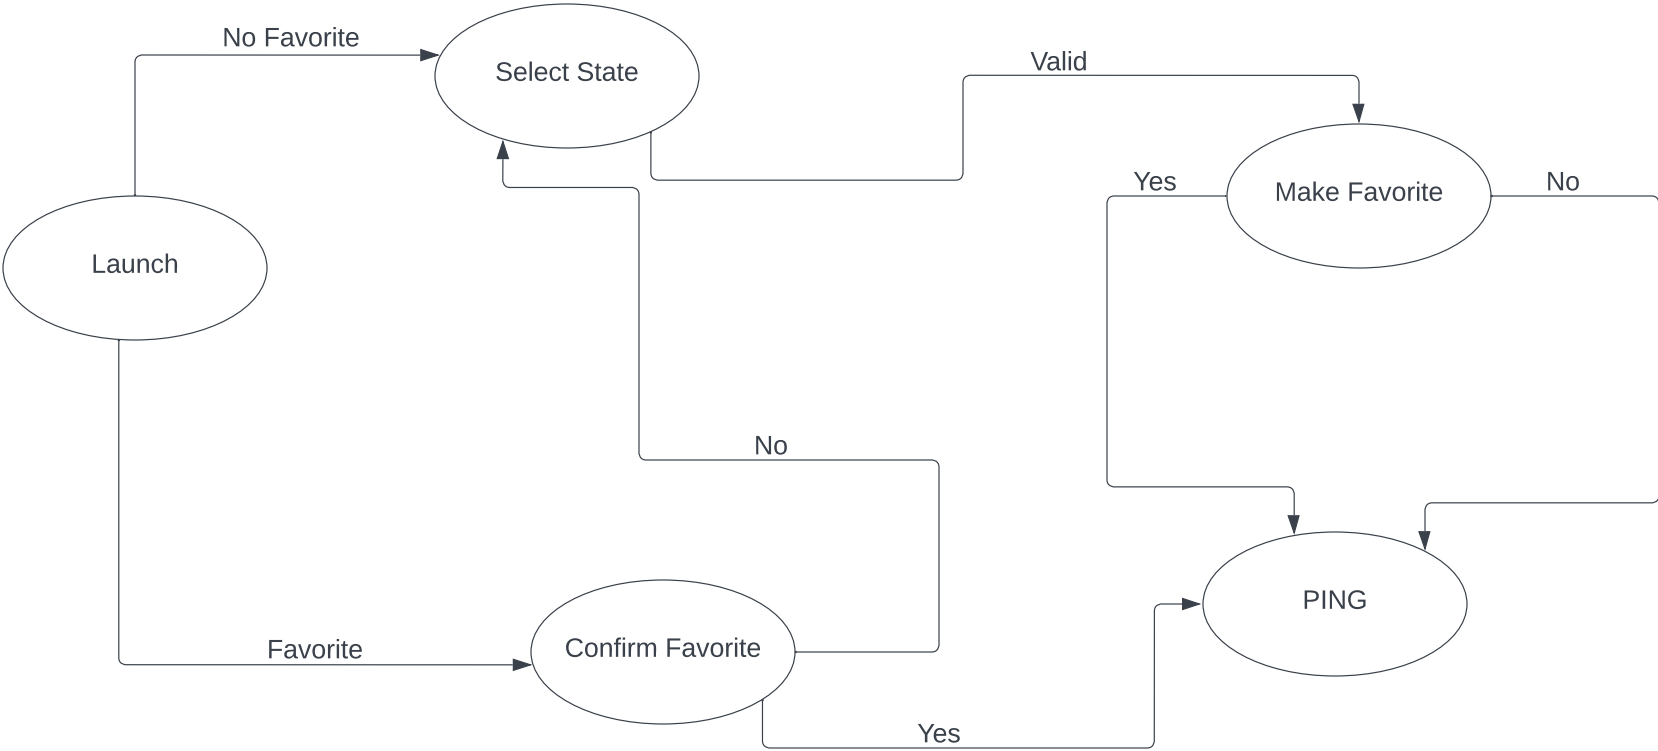 No Favorite
Select State
Valid
Launch
Yes
Make Favorite
No
No
Favorite
Confirm Favorite
PING
Yes